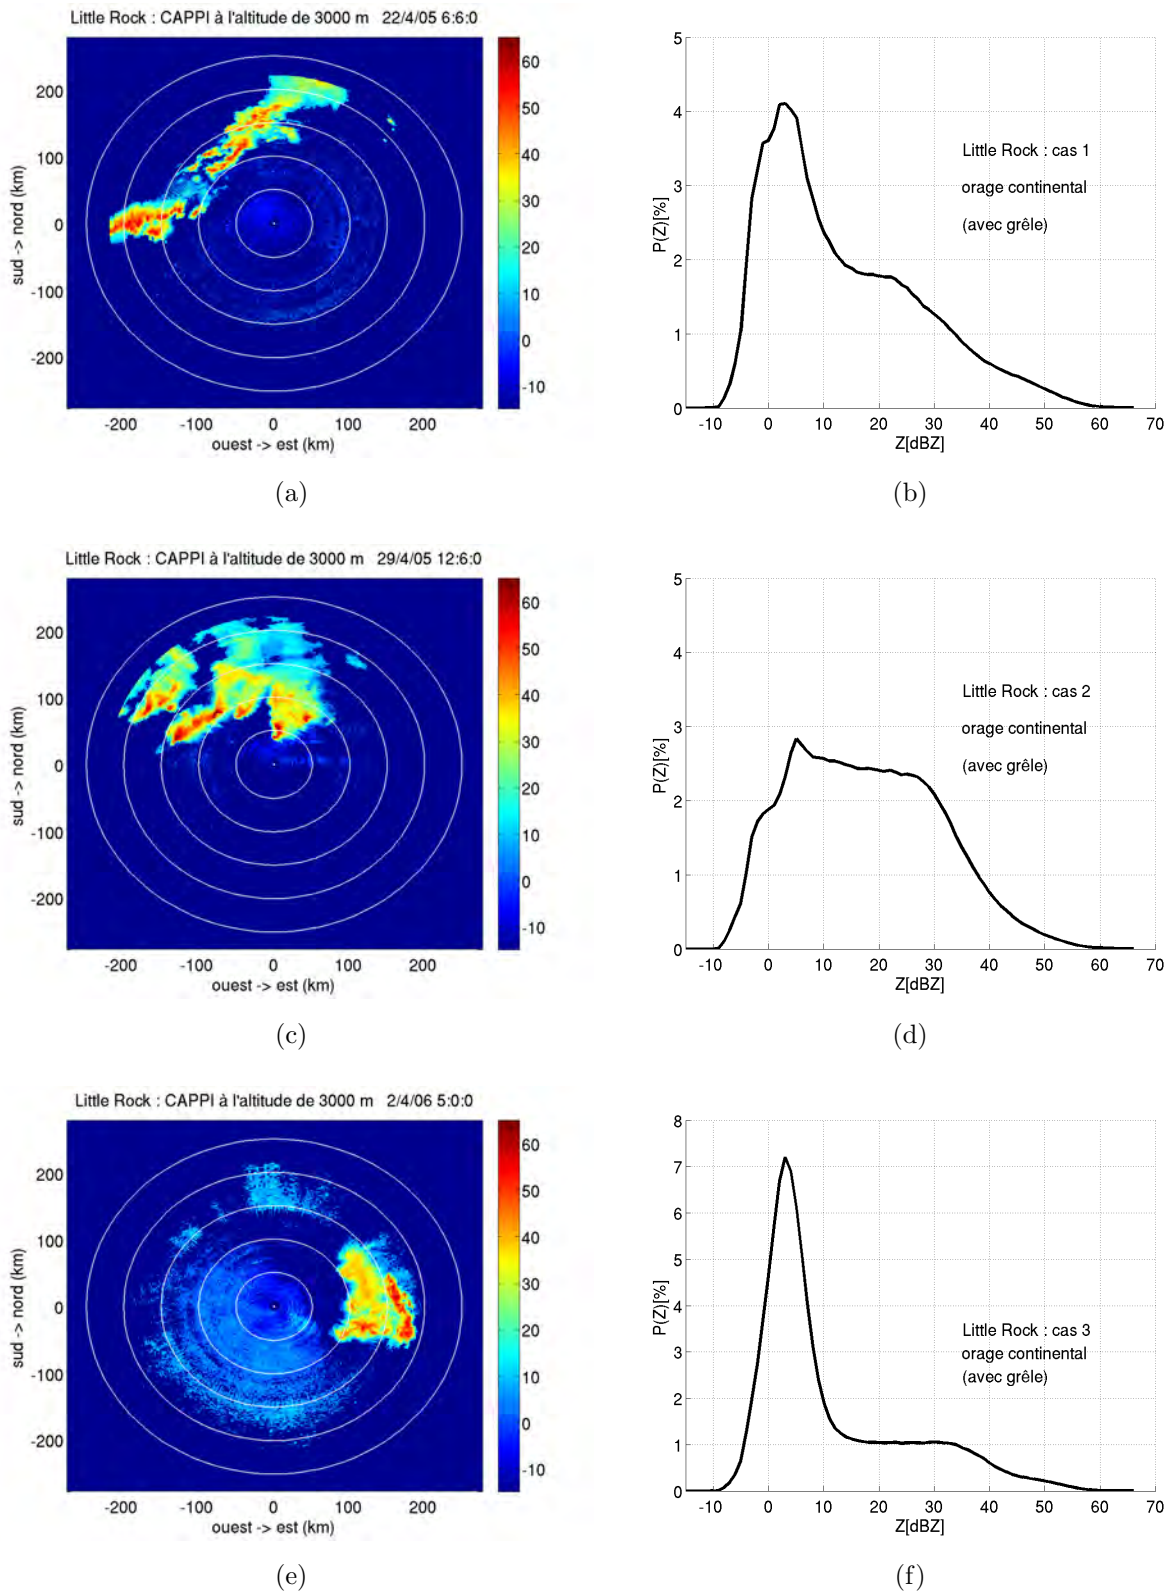 Little Rock : CAPPI à l'altitude de 3000 m 22/4/05 6:6:0
sud -> nord (km)
200
100
0
-100
-200
-200 -100 0 100 200
ouest -> est (km)
60
50
40
30
20
10
0
-10
(a)
P(Z)[%]
5
4
3
2
1
0
-10 0 10 20 30 40 50 60 70
Z[dBZ]
Little Rock : cas 1
orage continental
(avec grêle)
(b)
Little Rock : CAPPI à l'altitude de 3000 m 29/4/05 12:6:0
sud -> nord (km)
200
100
0
-100
-200
-200 -100 0 100 200
ouest -> est (km)
60
50
40
30
20
10
0
-10
(c)
P(Z)[%]
5
4
3
2
1
0
-10 0 10 20 30 40 50 60 70
Z[dBZ]
Little Rock : cas 2
orage continental
(avec grêle)
(d)
Little Rock : CAPPI à l'altitude de 3000 m 2/4/06 5:0:0
sud -> nord (km)
200
100
0
-100
-200
-200 -100 0 100 200
ouest -> est (km)
60
50
40
30
20
10
0
-10
(e)
P(Z)[%]
8
7
6
5
4
3
2
1
0
-10 0 10 20 30 40 50 60 70
Z[dBZ]
Little Rock : cas 3
orage continental
(avec grêle)
(f)